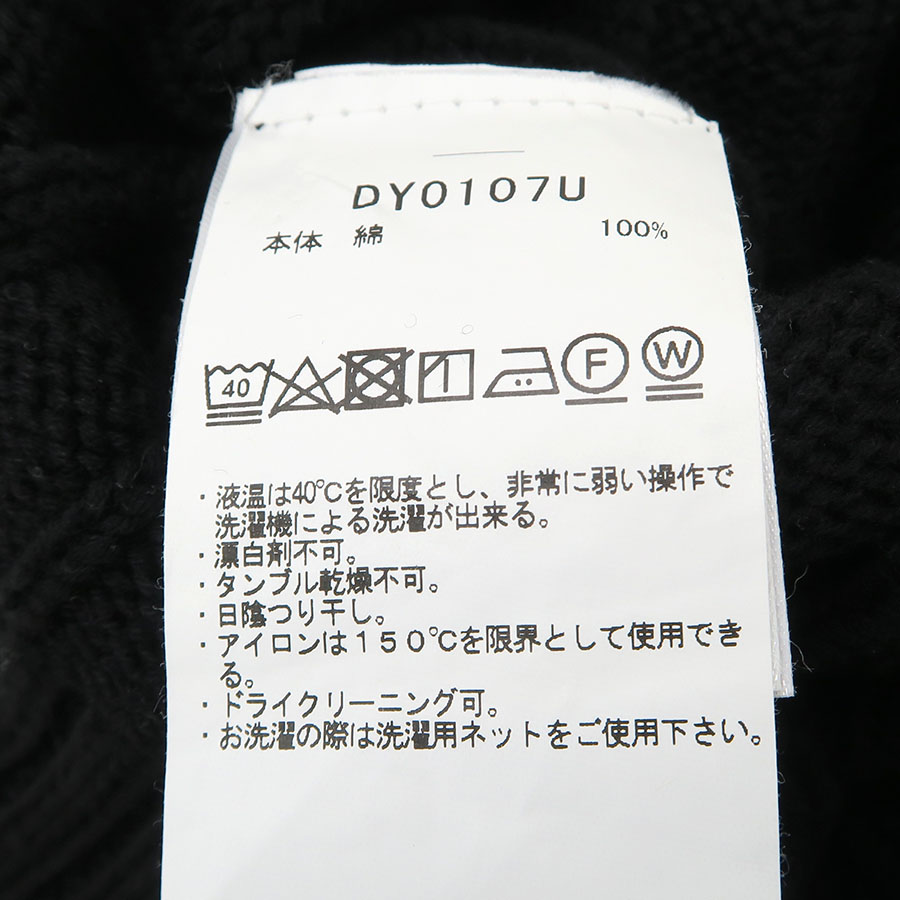 DY0107U
本体 綿 100%
40 F W
・液温は40℃を限度とし、非常に弱い操作で
洗濯機による洗濯が出来る。
・漂白剤不可。
・タンブル乾燥不可。
・日陰つり干し。
・アイロンは150℃を限界として使用でき
る。
・ドライクリーニング可。
・お洗濯の際は洗濯用ネットをご使用下さい。